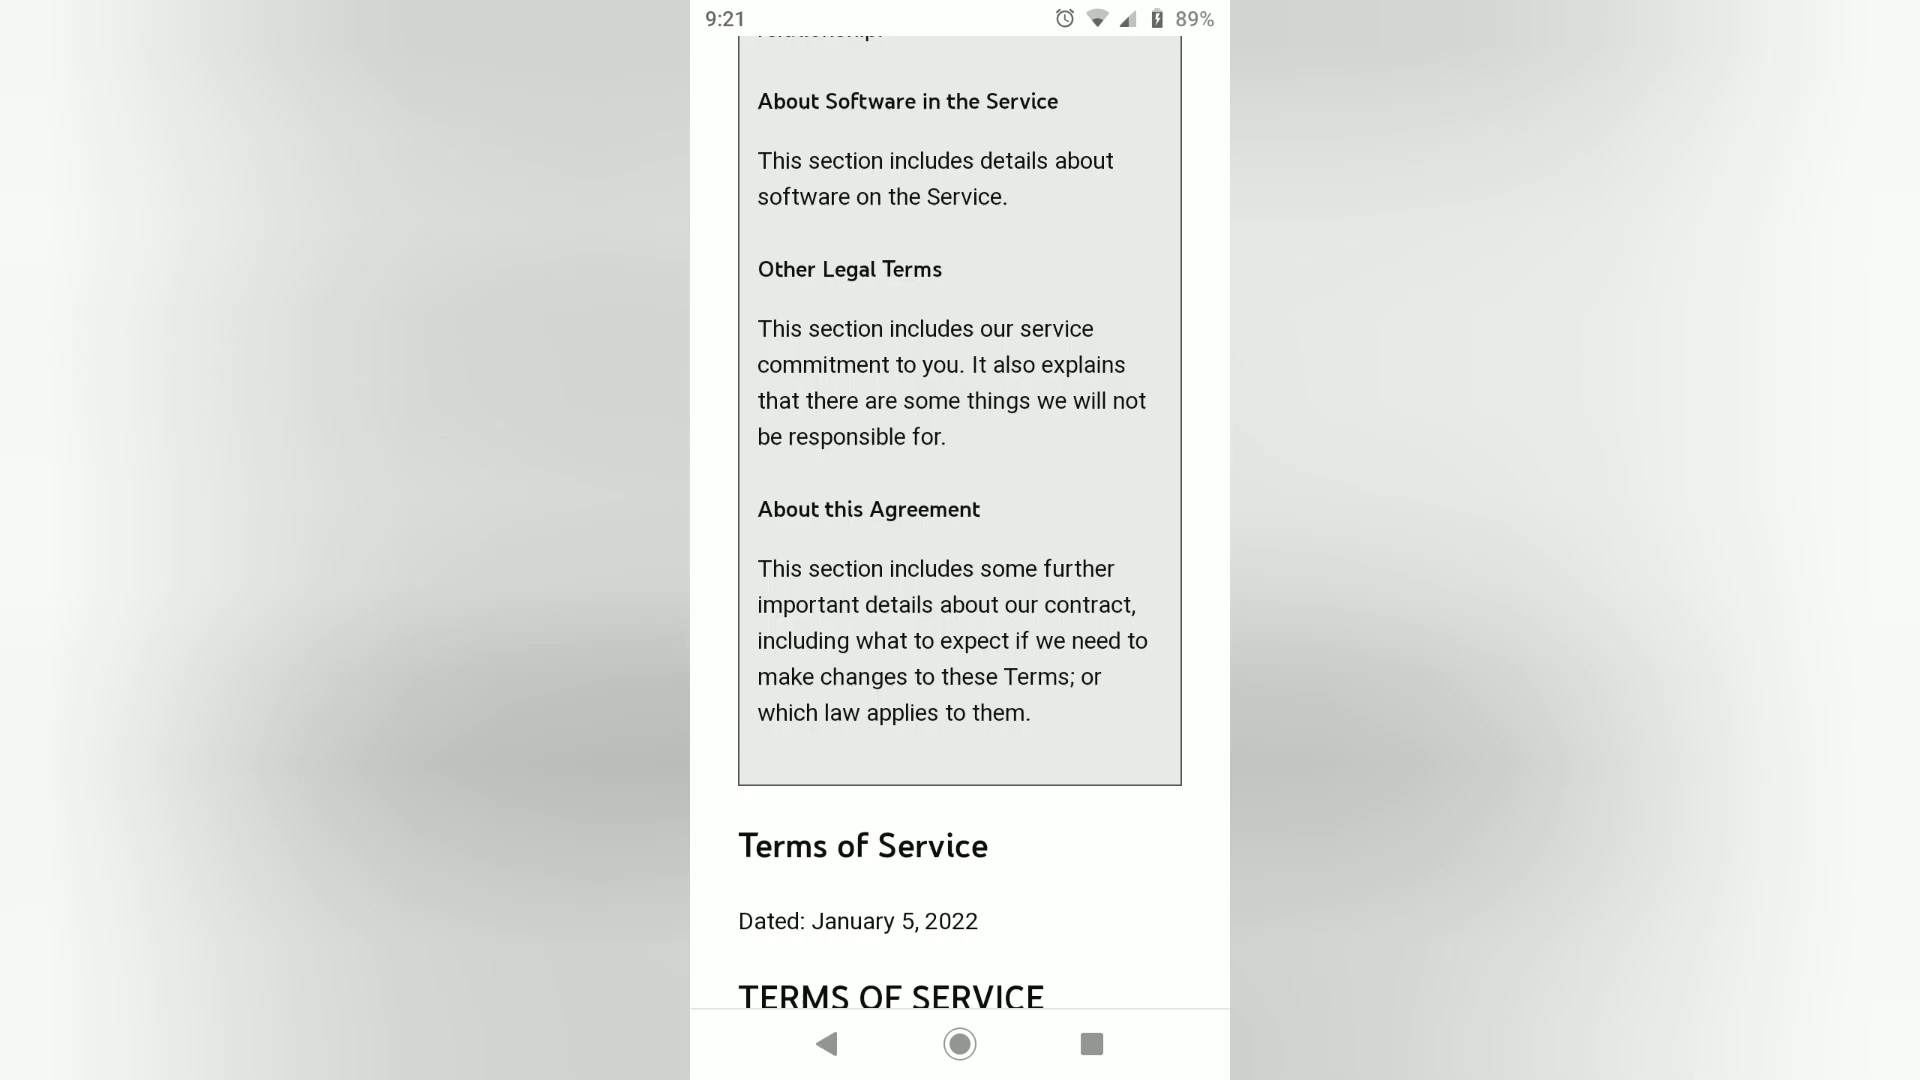 9:21
89%
relationship.
About Software in the Service
This section includes details about
software on the Service.
Other Legal Terms
This section includes our service
commitment to you. It also explains
that there are some things we will not
be responsible for.
About this Agreement
This section includes some further
important details about our contract,
including what to expect if we need to
make changes to these Terms; or
which law applies to them.
Terms of Service
Dated: January 5, 2022
TERMS OF SERVICE